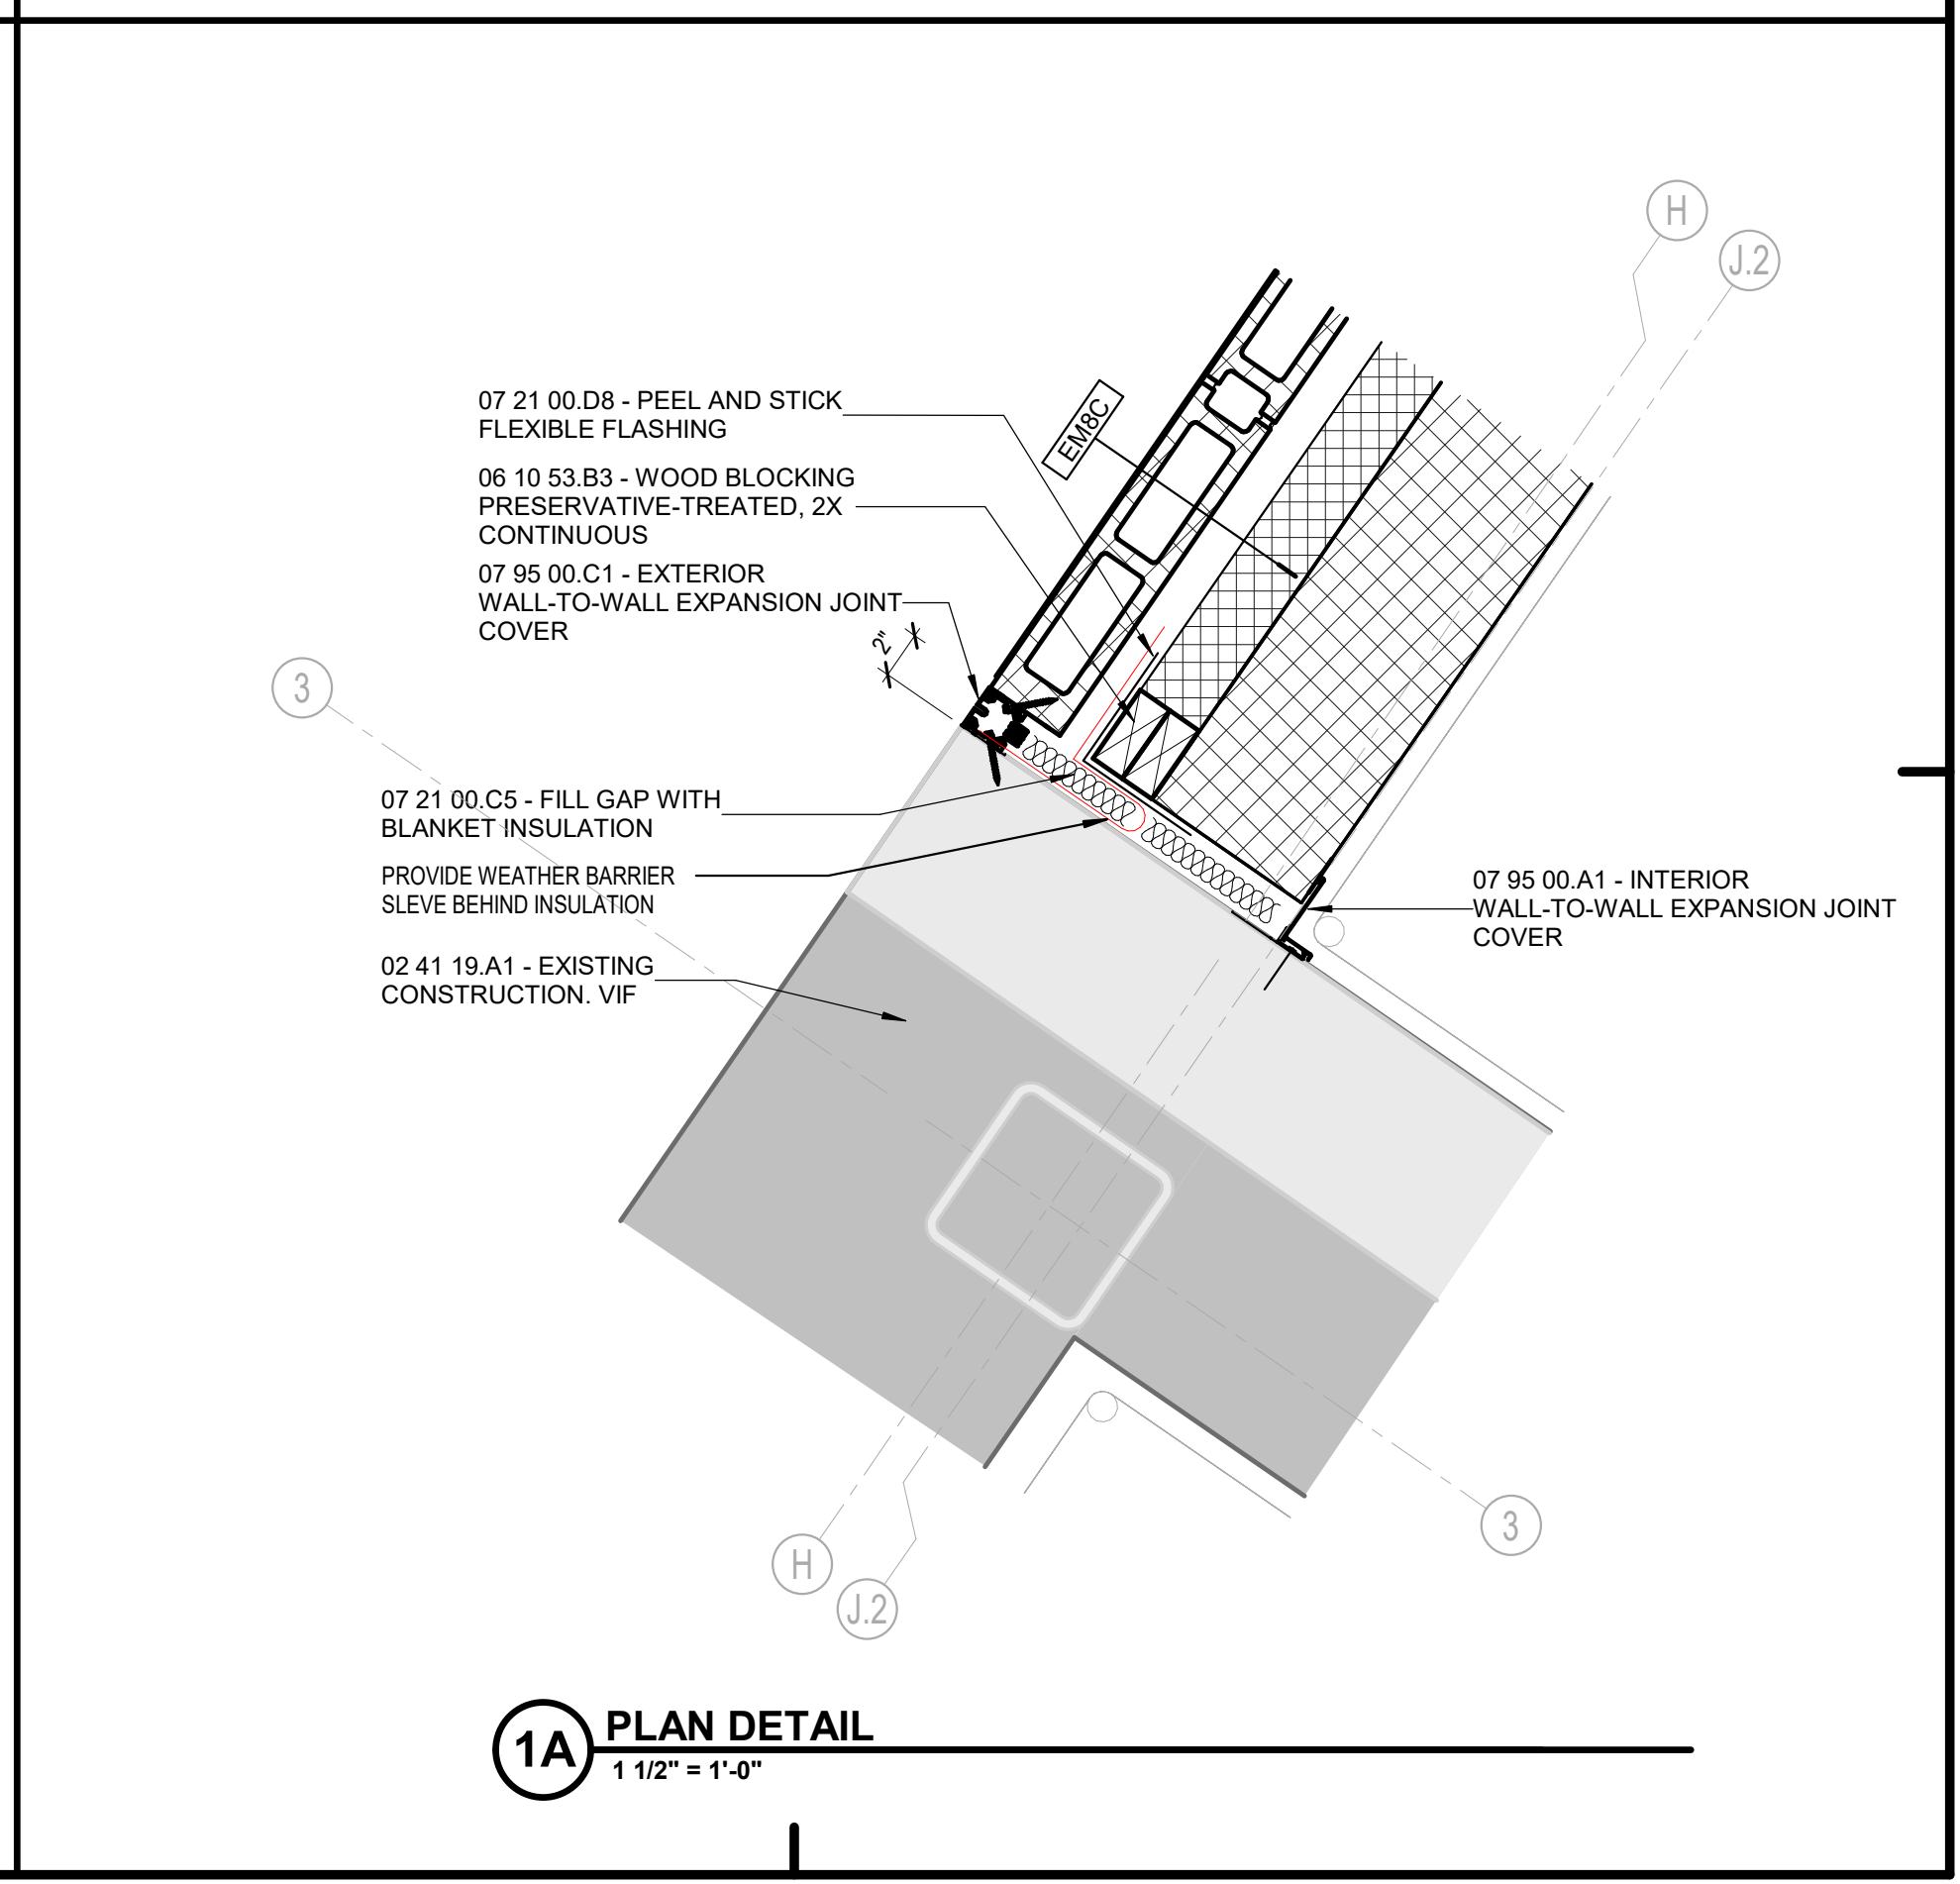 H
J.2
07 21 00.D8 - PEEL AND STICK
FLEXIBLE FLASHING
EM8C
06 10 53.B3 - WOOD BLOCKING
PRESERVATIVE-TREATED, 2X
CONTINUOUS
07 95 00.C1 - EXTERIOR
WALL-TO-WALL EXPANSION JOINT
COVER
2"
3
07 21 00.C5 - FILL GAP WITH
BLANKET INSULATION
PROVIDE WEATHER BARRIER
SLEVE BEHIND INSULATION
07 95 00.A1 - INTERIOR
WALL-TO-WALL EXPANSION JOINT
COVER
02 41 19.A1 - EXISTING
CONSTRUCTION. VIF
3
H
J.2
1A
PLAN DETAIL
1 1/2" = 1'-0"